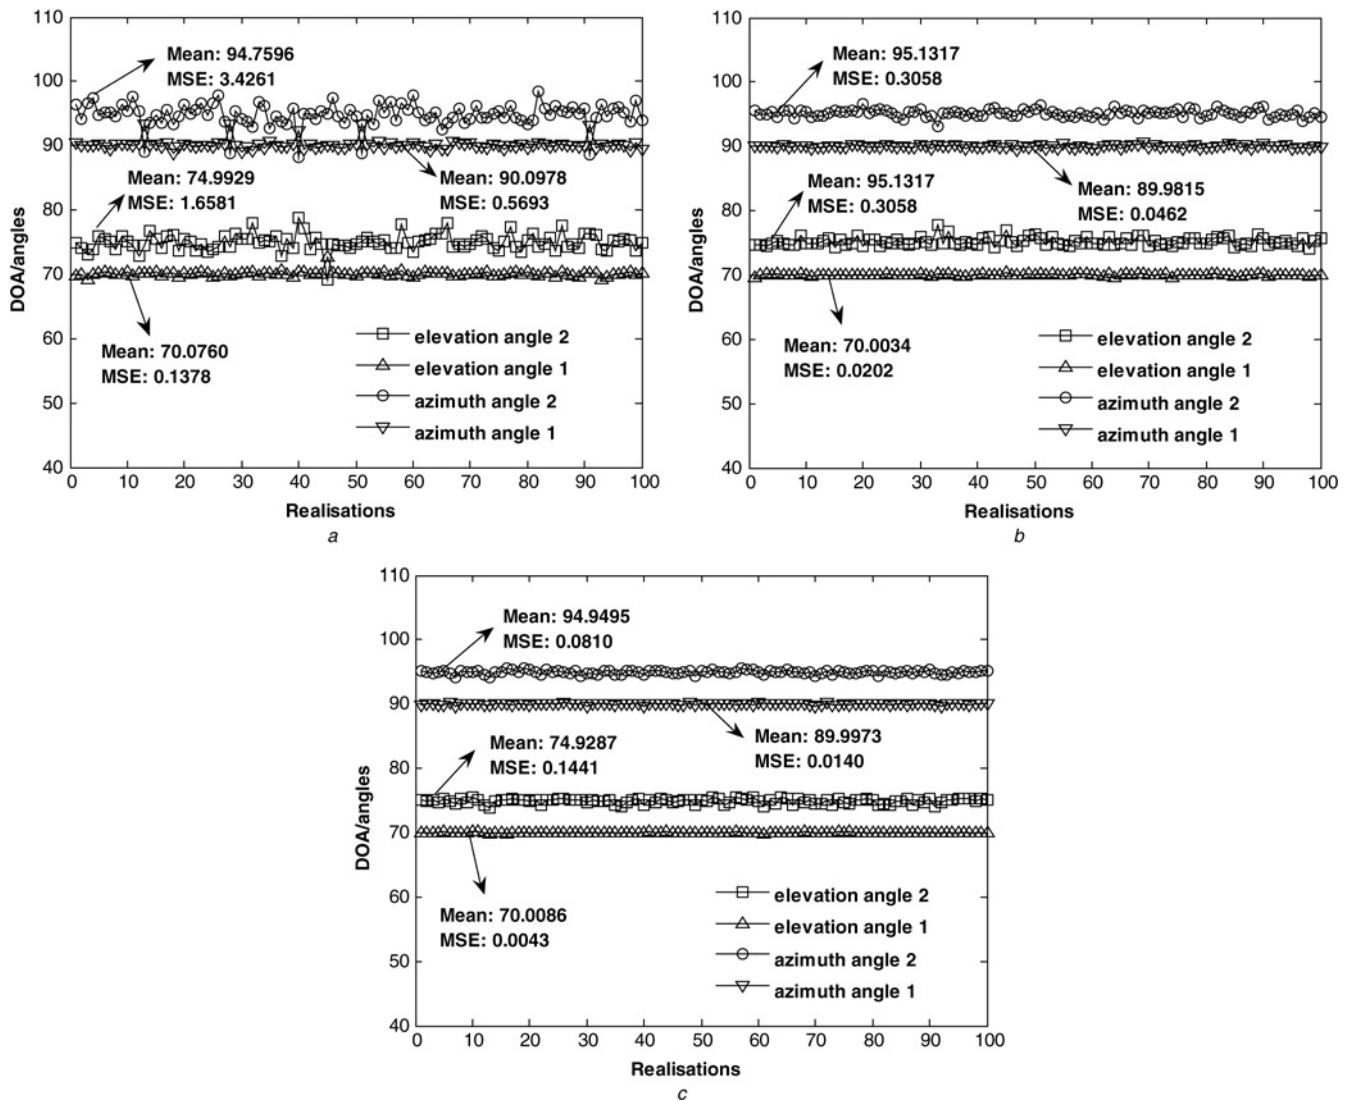 110
100
90
80
70
60
50
40
DOA/angles
Mean: 94.7596
MSE: 3.4261
Mean: 74.9929
MSE: 1.6581
Mean: 90.0978
MSE: 0.5693
Mean: 70.0760
MSE: 0.1378
elevation angle 2
elevation angle 1
azimuth angle 2
azimuth angle 1
0 10 20 30 40 50 60 70 80 90 100
Realisations
a
110
100
90
80
70
60
50
40
DOA/angles
Mean: 95.1317
MSE: 0.3058
Mean: 95.1317
MSE: 0.3058
Mean: 89.9815
MSE: 0.0462
Mean: 70.0034
MSE: 0.0202
elevation angle 2
elevation angle 1
azimuth angle 2
azimuth angle 1
0 10 20 30 40 50 60 70 80 90 100
Realisations
b
110
100
90
80
70
60
50
40
DOA/angles
Mean: 94.9495
MSE: 0.0810
Mean: 74.9287
MSE: 0.1441
Mean: 89.9973
MSE: 0.0140
Mean: 70.0086
MSE: 0.0043
elevation angle 2
elevation angle 1
azimuth angle 2
azimuth angle 1
0 10 20 30 40 50 60 70 80 90 100
Realisations
c